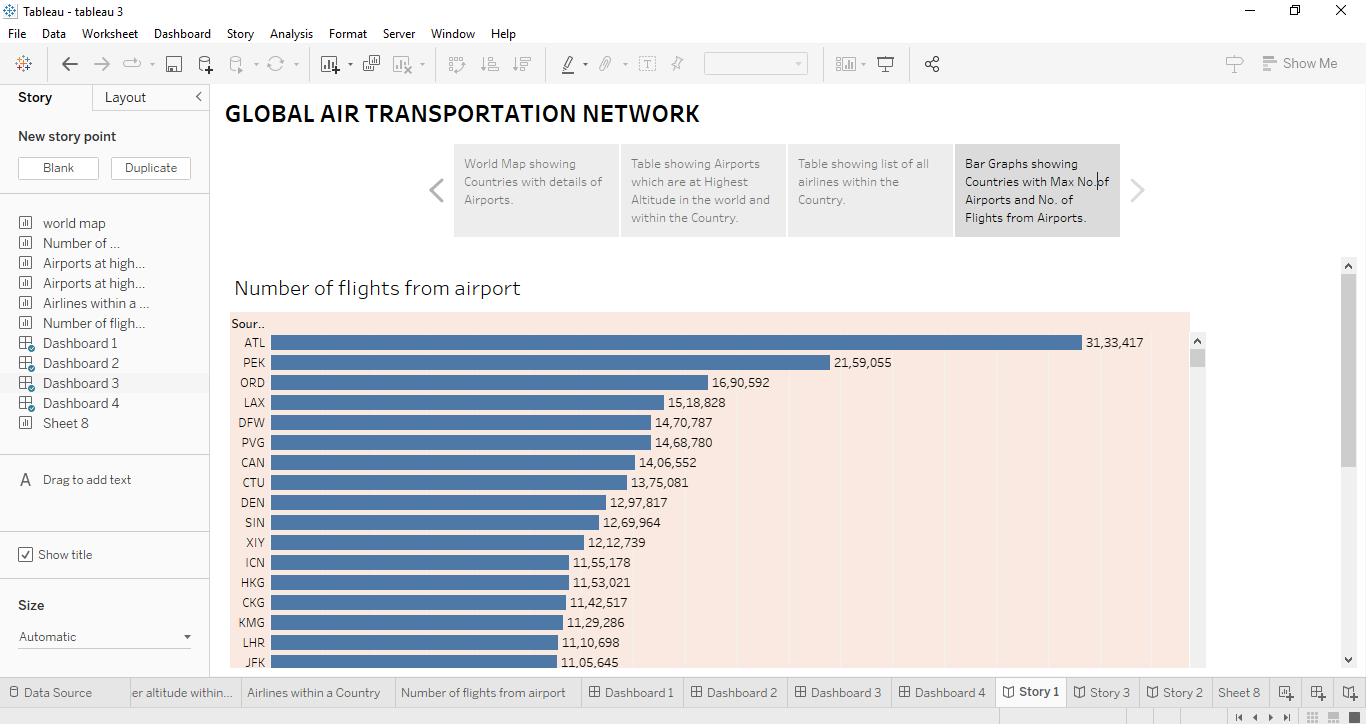 Tableau - tableau 3
File Data Worksheet Dashboard Story Analysis Format Server Window Help
Show Me
Story Layout
New story point
Blank Duplicate
world map
Number of ...
Airports at high...
Airports at high...
Airlines within a ...
Number of fligh...
Dashboard 1
Dashboard 2
Dashboard 3
Dashboard 4
Sheet 8
A Drag to add text
Show title
Size
Automatic
GLOBAL AIR TRANSPORTATION NETWORK
World Map showing
Countries with details of
Airports.
Table showing Airports
which are at Highest
Altitude in the world and
within the Country.
Table showing list of all
airlines within the
Country.
Bar Graphs showing
Countries with Max No.of
Airports and No. of
Flights from Airports.
Number of flights from airport
Sour..
ATL 31,33,417
PEK 21,59,055
ORD 16,90,592
LAX 15,18,828
DFW 14,70,787
PVG 14,68,780
CAN 14,06,552
CTU 13,75,081
DEN 12,97,817
SIN 12,69,964
XIY 12,12,739
ICN 11,55,178
HKG 11,53,021
CKG 11,42,517
KMG 11,29,286
LHR 11,10,698
JFK 11,05,645
Data Source er altitude within... Airlines within a Country Number of flights from airport Dashboard 1 Dashboard 2 Dashboard 3 Dashboard 4 Story 1 Story 3 Story 2 Sheet 8